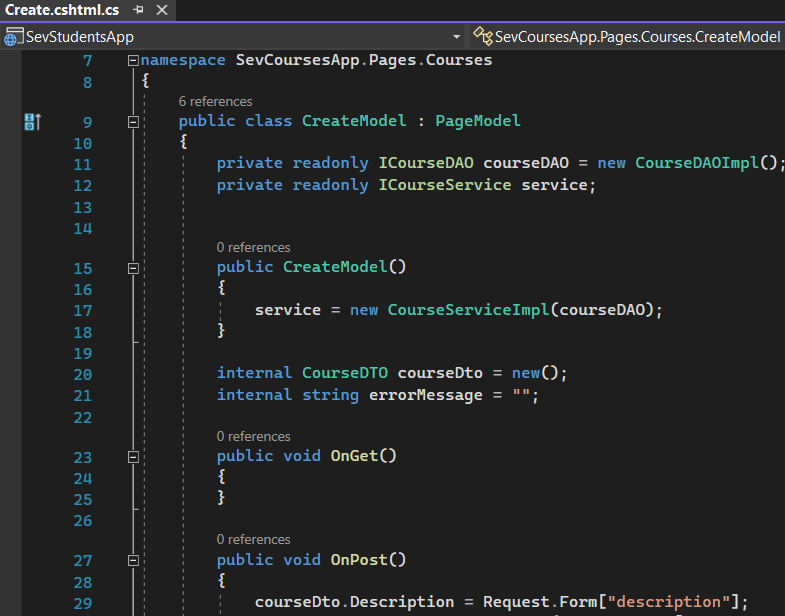 Create.cshtml.cs
SevStudentsApp SevCoursesApp.Pages.Courses.CreateModel
7 namespace SevCoursesApp.Pages.Courses
8 {
6 references
9 public class CreateModel : PageModel
10 {
11 private readonly ICourseDAO courseDAO = new CourseDAOImpl();
12 private readonly ICourseService service;
13
14
0 references
15 public CreateModel()
16 {
17 service = new CourseServiceImpl(courseDAO);
18 }
19
20 internal CourseDTO courseDto = new();
21 internal string errorMessage = "";
22
0 references
23 public void OnGet()
24 {
25 }
26
0 references
27 public void OnPost()
28 {
29 courseDto.Description = Request.Form["description"];